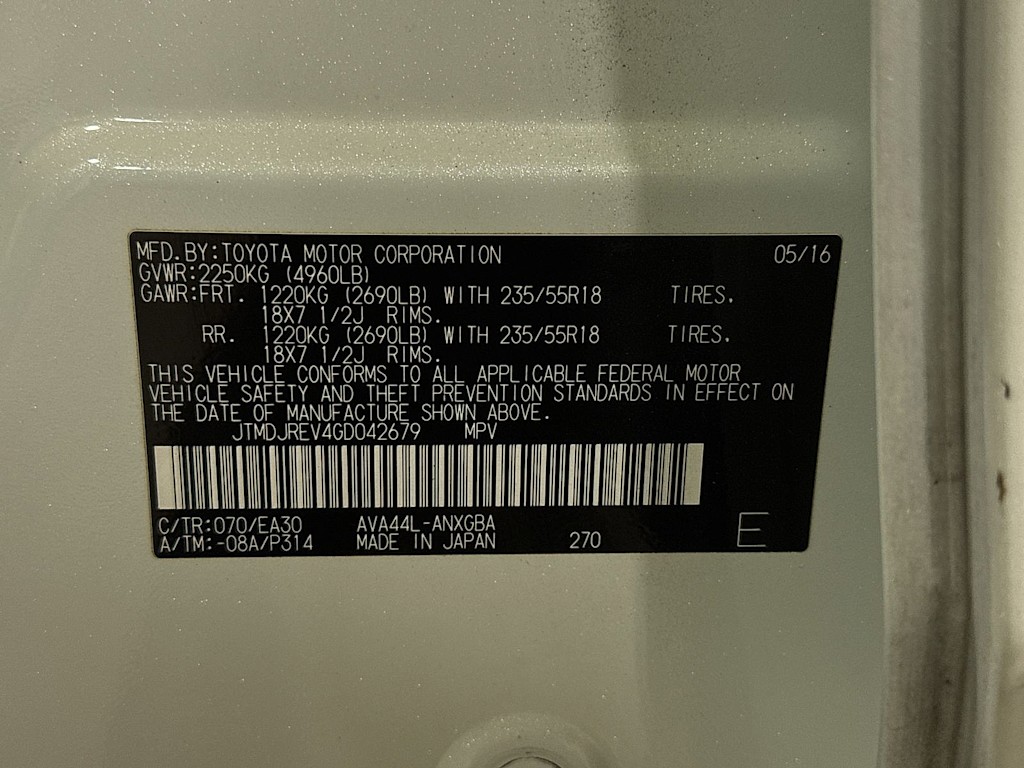 MFD.BY:TOYOTA MOTOR CORPORATION 05/16
GVWR:2250KG (4960LB)
GAWR:FRT. 1220KG (2690LB) WITH 235/55R18 TIRES.
18X7 1/2J RIMS.
RR. 1220KG (2690LB) WITH 235/55R18 TIRES.
18X7 1/2J RIMS.
THIS VEHICLE CONFORMS TO ALL APPLICABLE FEDERAL MOTOR
VEHICLE SAFETY AND THEFT PREVENTION STANDARDS IN EFFECT ON
THE DATE OF MANUFACTURE SHOWN ABOVE.
JTMDJREV4GD042679 MPV
C/TR:070/EA30 AVA44L-ANXGBA
A/TM:-08A/P314 MADE IN JAPAN 270 E